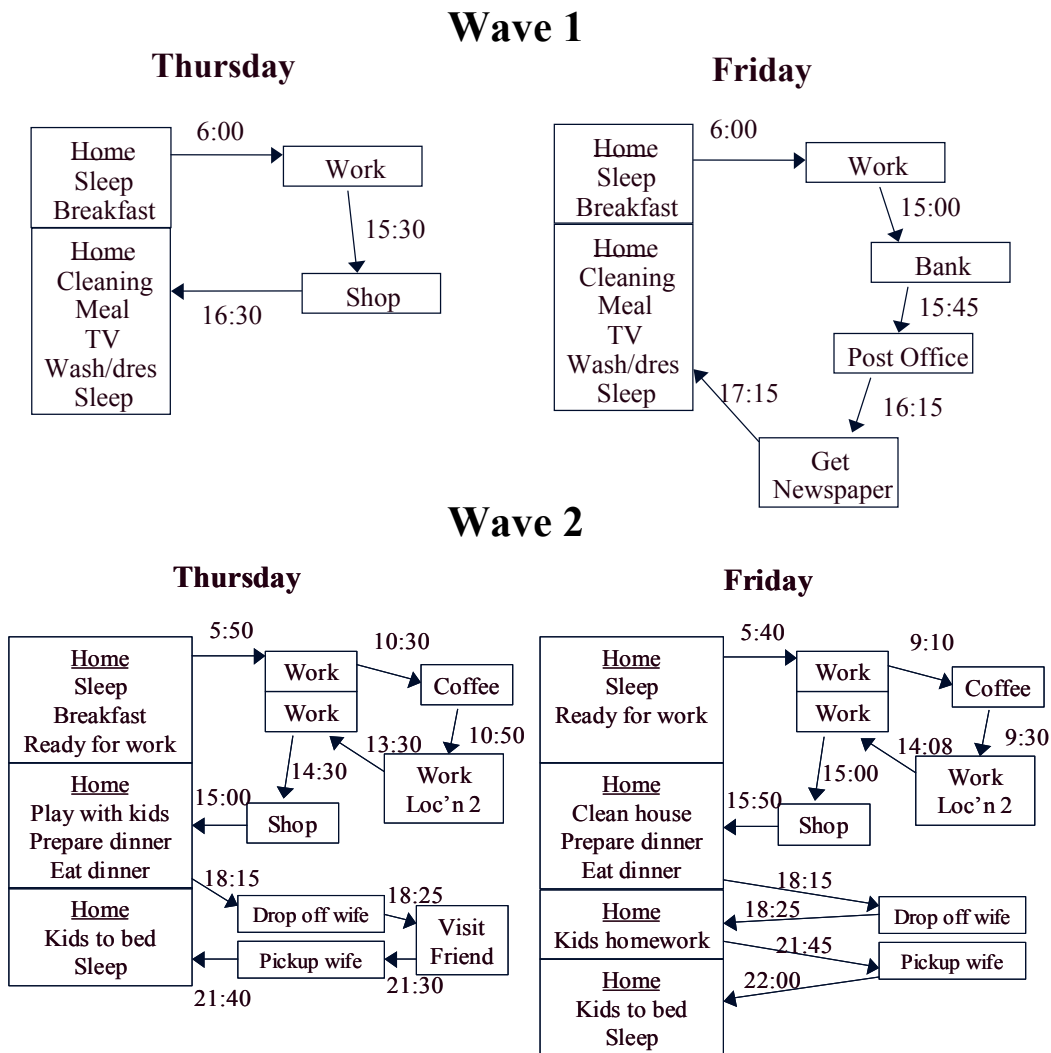 Wave 1
Thursday
6:00
Home
Sleep
Breakfast
Work
15:30
Home
Cleaning
Meal
TV
Wash/dres
Sleep
16:30
Shop
Friday
6:00
Home
Sleep
Breakfast
Work
15:00
Home
Cleaning
Meal
TV
Wash/dres
Sleep
Bank
15:45
Post Office
17:15
16:15
Get
Newspaper
Wave 2
Thursday
5:50
10:30
Home
Sleep
Breakfast
Ready for work
Work
Work
Coffee
13:30
10:50
14:30
Work
Loc'n 2
Home
Play with kids
Prepare dinner
Eat dinner
15:00
Shop
18:15
18:25
Home
Kids to bed
Sleep
Drop off wife
Visit
Friend
Pickup wife
21:40
21:30
Friday
5:40
9:10
Home
Sleep
Ready for work
Work
Work
Coffee
14:08
9:30
15:00
Work
Loc'n 2
Home
Clean house
Prepare dinner
Eat dinner
15:50
Shop
18:15
18:25
Drop off wife
Home
Kids homework
21:45
Pickup wife
22:00
Home
Kids to bed
Sleep